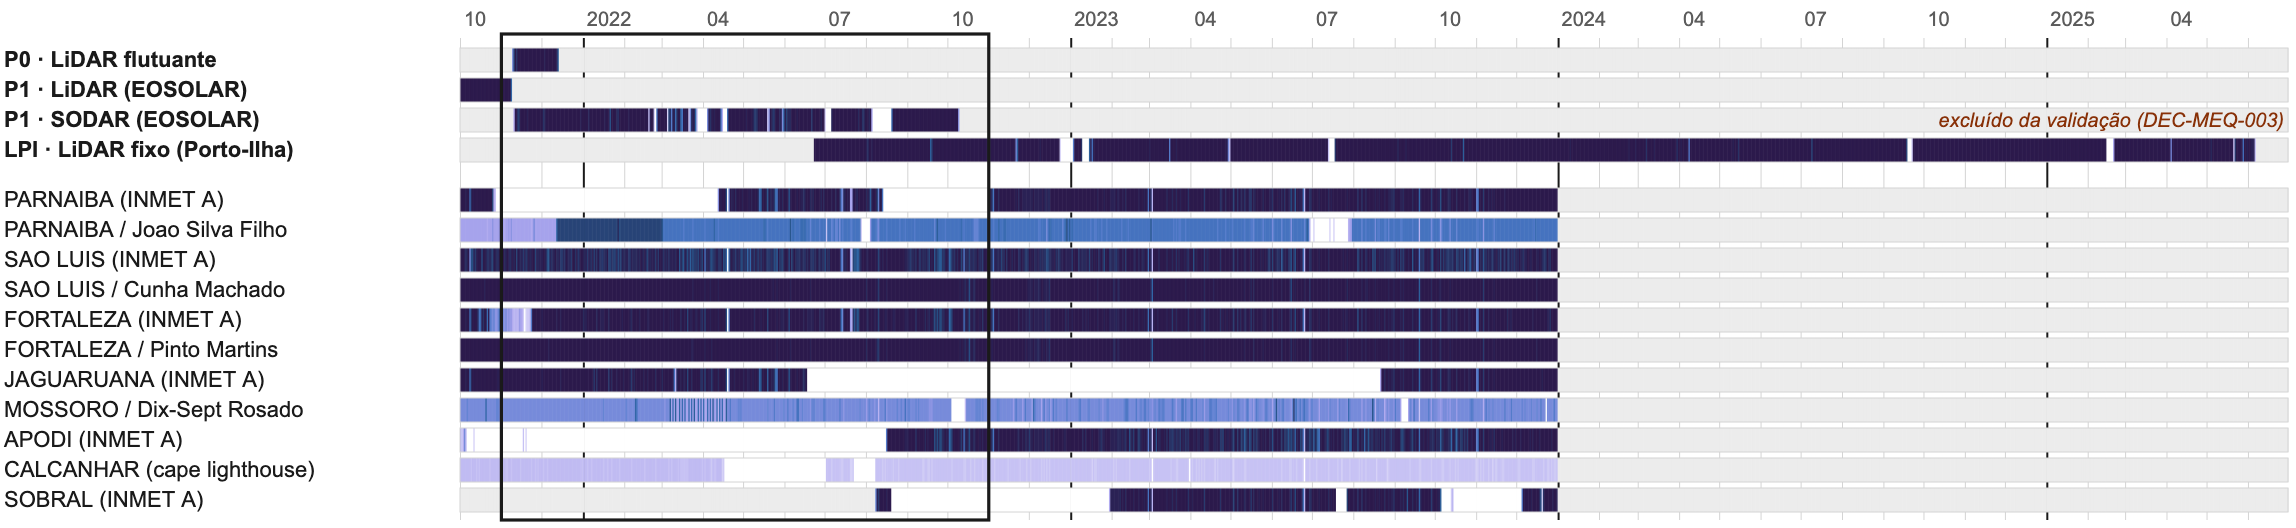 10 2022 04 07 10 2023 04 07 10 2024 04 07 10 2025 04
P0 · LiDAR flutuante
P1 · LiDAR (EOSOLAR)
P1 · SODAR (EOSOLAR) excluído da validação (DEC-MEQ-003)
LPI · LiDAR fixo (Porto-Ilha)
PARNAIBA (INMET A)
PARNAIBA / Joao Silva Filho
SAO LUIS (INMET A)
SAO LUIS / Cunha Machado
FORTALEZA (INMET A)
FORTALEZA / Pinto Martins
JAGUARUANA (INMET A)
MOSSORO / Dix-Sept Rosado
APODI (INMET A)
CALCANHAR (cape lighthouse)
SOBRAL (INMET A)